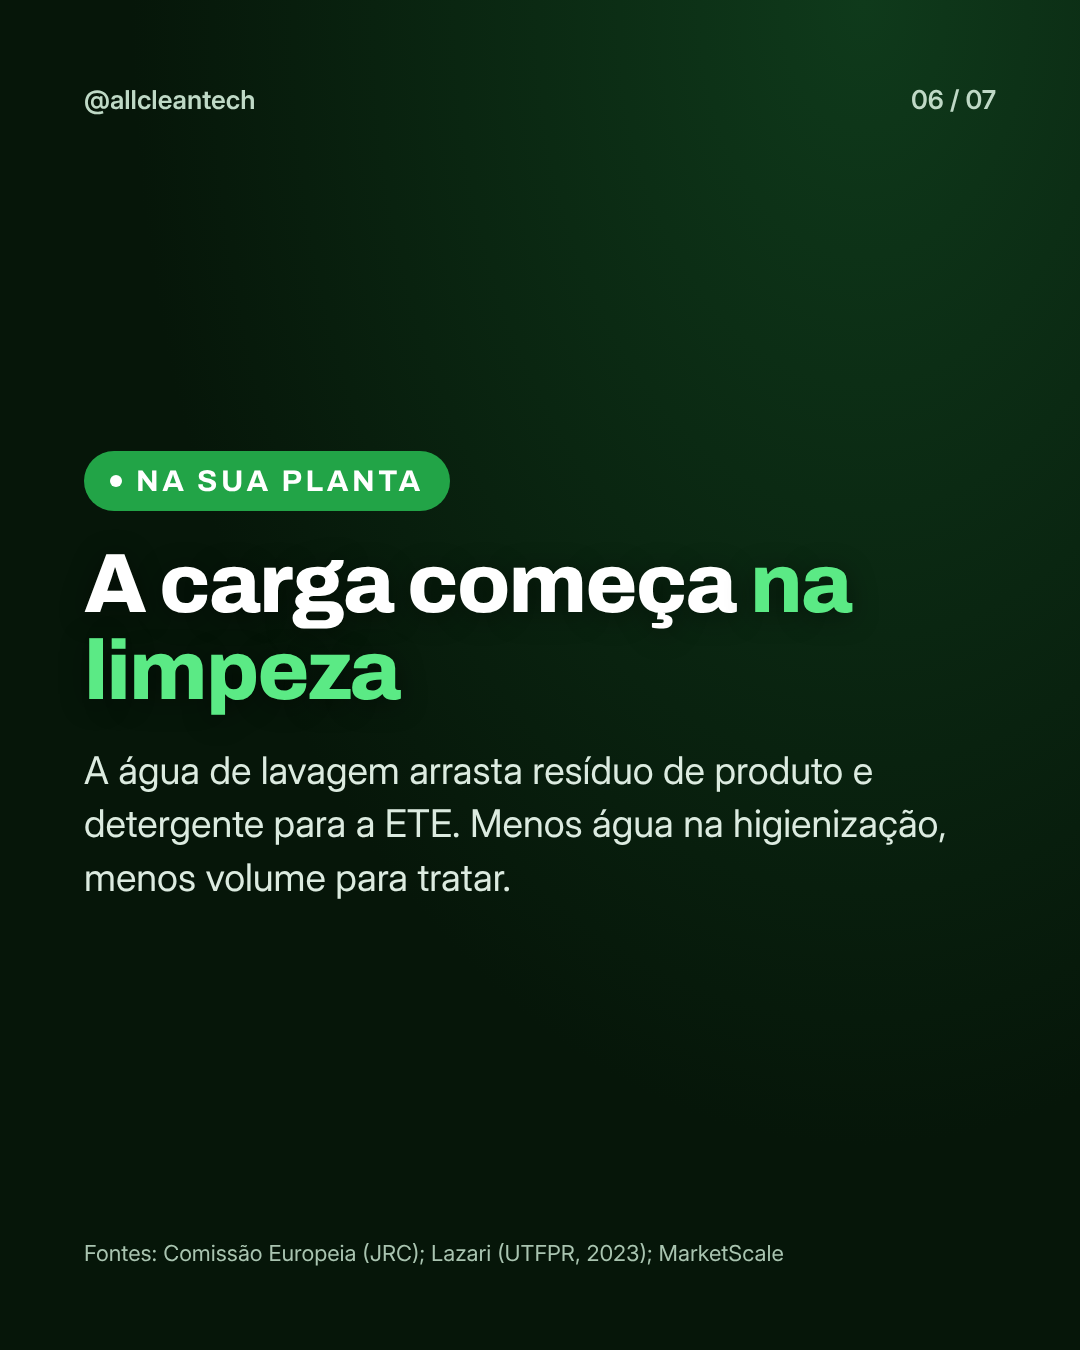 @allcleantech
06 / 07
NA SUA PLANTA
A carga começa na
limpeza
A água de lavagem arrasta resíduo de produto e
detergente para a ETE. Menos água na higienização,
menos volume para tratar.
Fontes: Comissão Europeia (JRC); Lazari (UTFPR, 2023); MarketScale